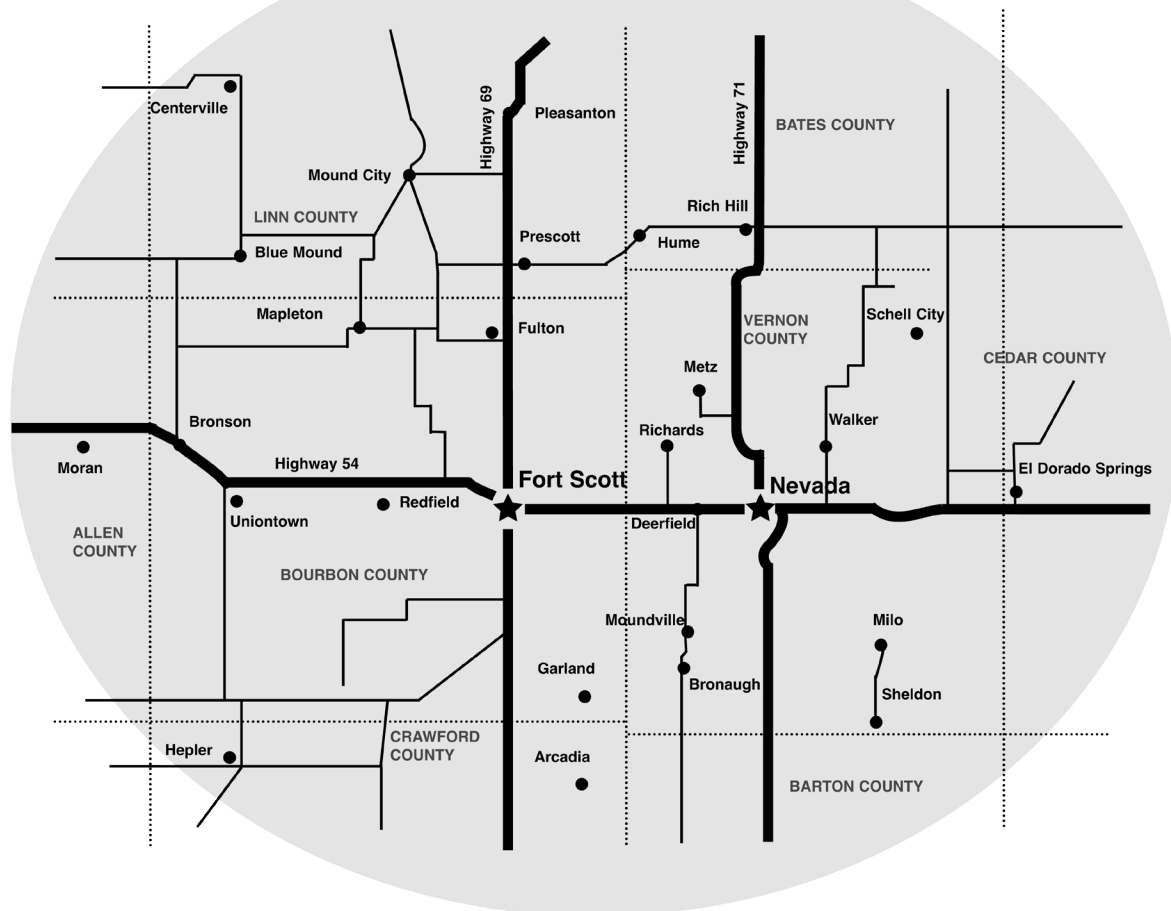 Highway 69
Highway 71
Centerville
Pleasanton
BATES COUNTY
Mound City
LINN COUNTY
Rich Hill
Blue Mound
Prescott
Hume
Mapleton
Fulton
VERNON
COUNTY
Schell City
CEDAR COUNTY
Metz
Bronson
Richards
Walker
Moran
Highway 54
Fort Scott
Nevada
El Dorado Springs
Uniontown
Redfield
Deerfield
ALLEN
COUNTY
BOURBON COUNTY
Moundville
Milo
Garland
Bronaugh
Sheldon
Hepler
CRAWFORD
COUNTY
Arcadia
BARTON COUNTY